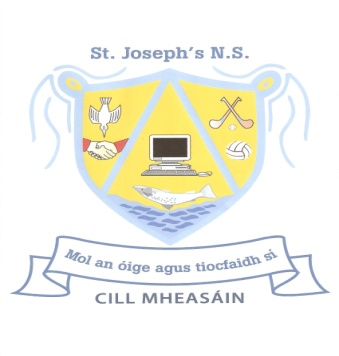 St. Joseph's N.S.
Mol an óige agus tiocfaidh sí
CILL MHEASÁIN